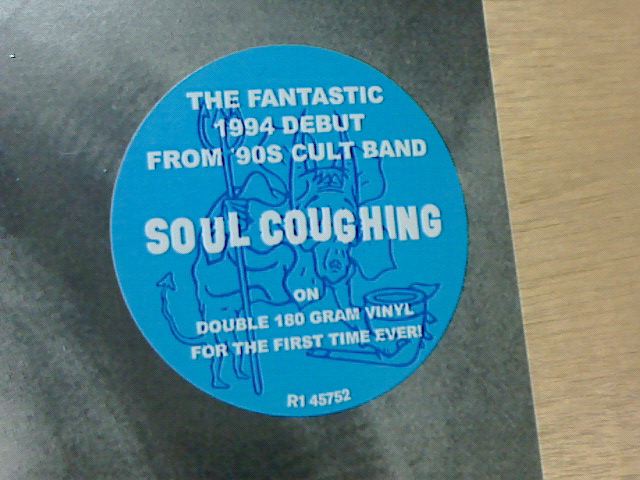 THE FANTASTIC
1994 DEBUT
FROM '90S CULT BAND
SOUL COUGHING
ON
DOUBLE 180 GRAM VINYL
FOR THE FIRST TIME EVER!
R1 45752